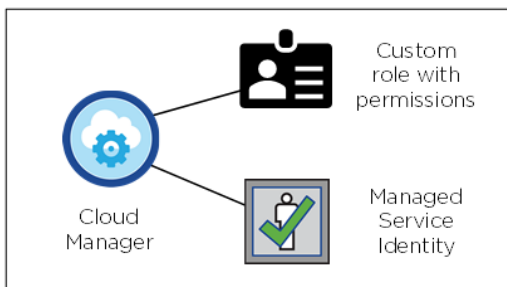 Custom
role with
permissions
Cloud
Manager
Managed
Service
Identity